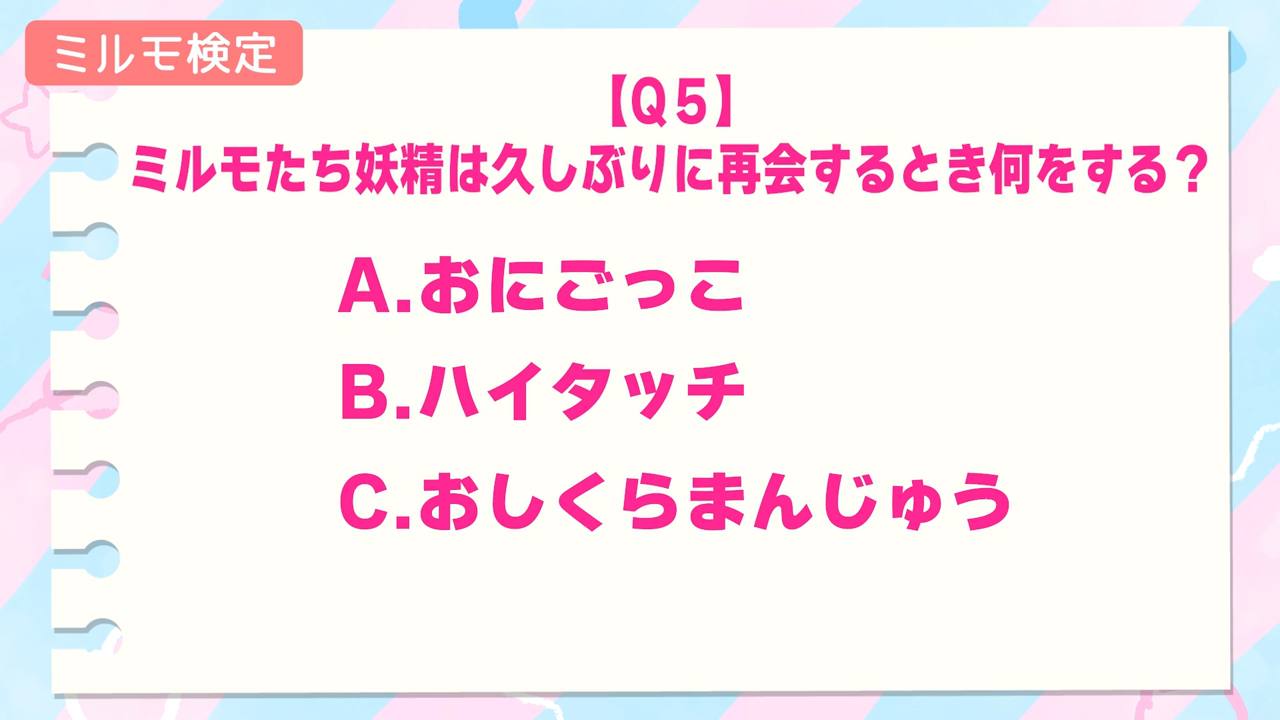 ミルモ検定
【Q5】
ミルモたち妖精は久しぶりに再会するとき何をする？
A.おにごっこ
B.ハイタッチ
C.おしくらまんじゅう